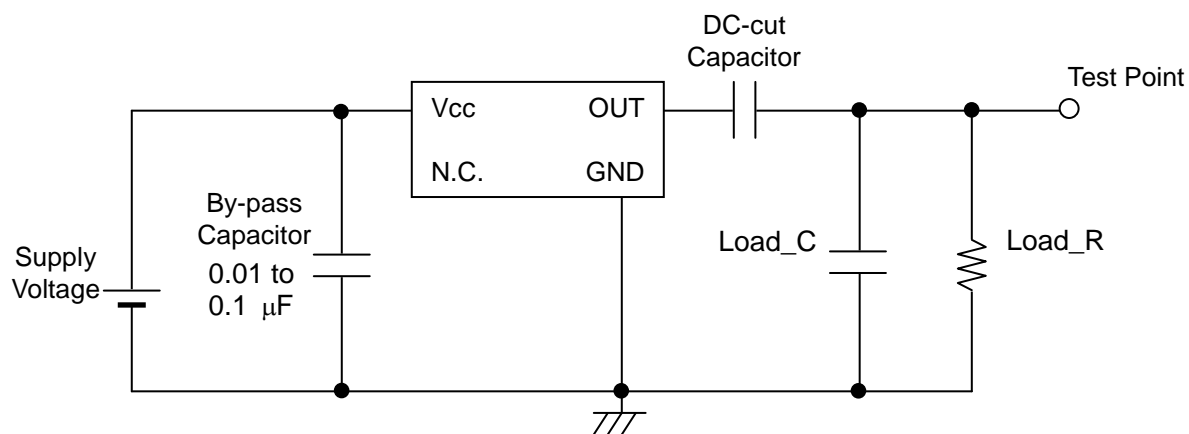 DC-cut
Capacitor
Test Point
Vcc
OUT
N.C.
GND
By-pass
Capacitor
0.01 to
0.1 μF
Supply
Voltage
Load_C
Load_R